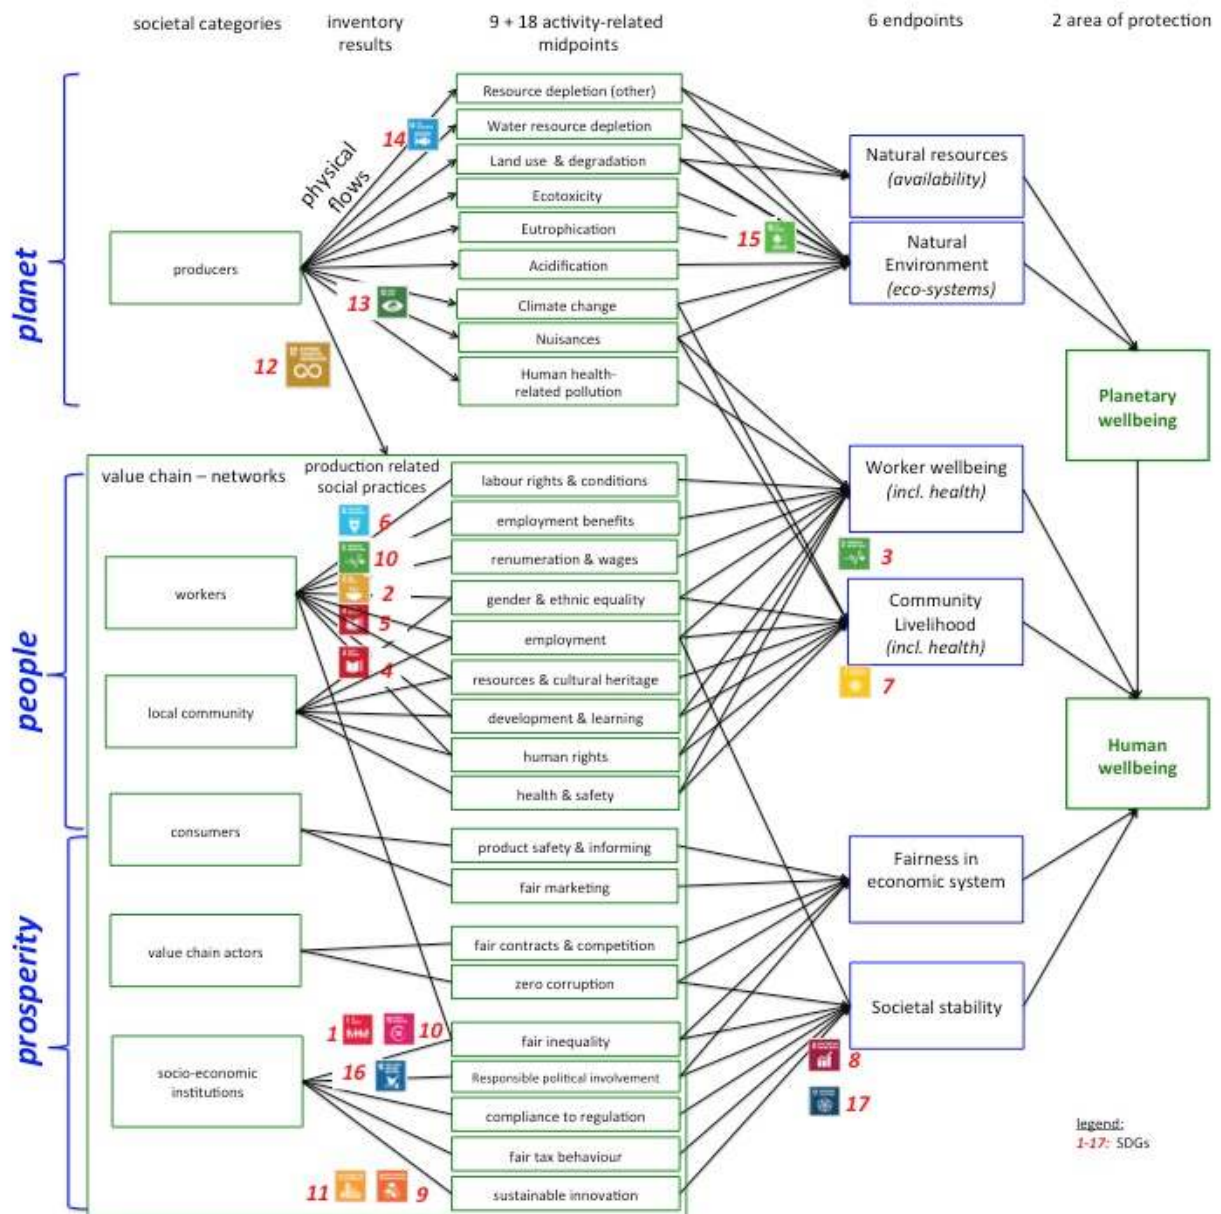 societal categories
inventory
results
9 + 18 activity-related
midpoints
6 endpoints
2 area of protection
planet
people
prosperity
physical
flows
producers
14
13
12
15
Resource depletion (other)
Water resource depletion
Land use & degradation
Ecotoxicity
Eutrophication
Acidification
Climate change
Nuisances
Human health-
related pollution
Natural resources
(availability)
Natural
Environment
(eco-systems)
Planetary
wellbeing
value chain – networks
production related
social practices
6
10
2
5
4
workers
local community
consumers
value chain actors
socio-economic
institutions
1
10
16
11
9
labour rights & conditions
employment benefits
renumeration & wages
gender & ethnic equality
employment
resources & cultural heritage
development & learning
human rights
health & safety
product safety & informing
fair marketing
fair contracts & competition
zero corruption
fair inequality
Responsible political involvement
compliance to regulation
fair tax behaviour
sustainable innovation
Worker wellbeing
(incl. health)
3
Community
Livelihood
(incl. health)
7
Human
wellbeing
Fairness in
economic system
Societal stability
8
17
legend:
1-17: SDGs